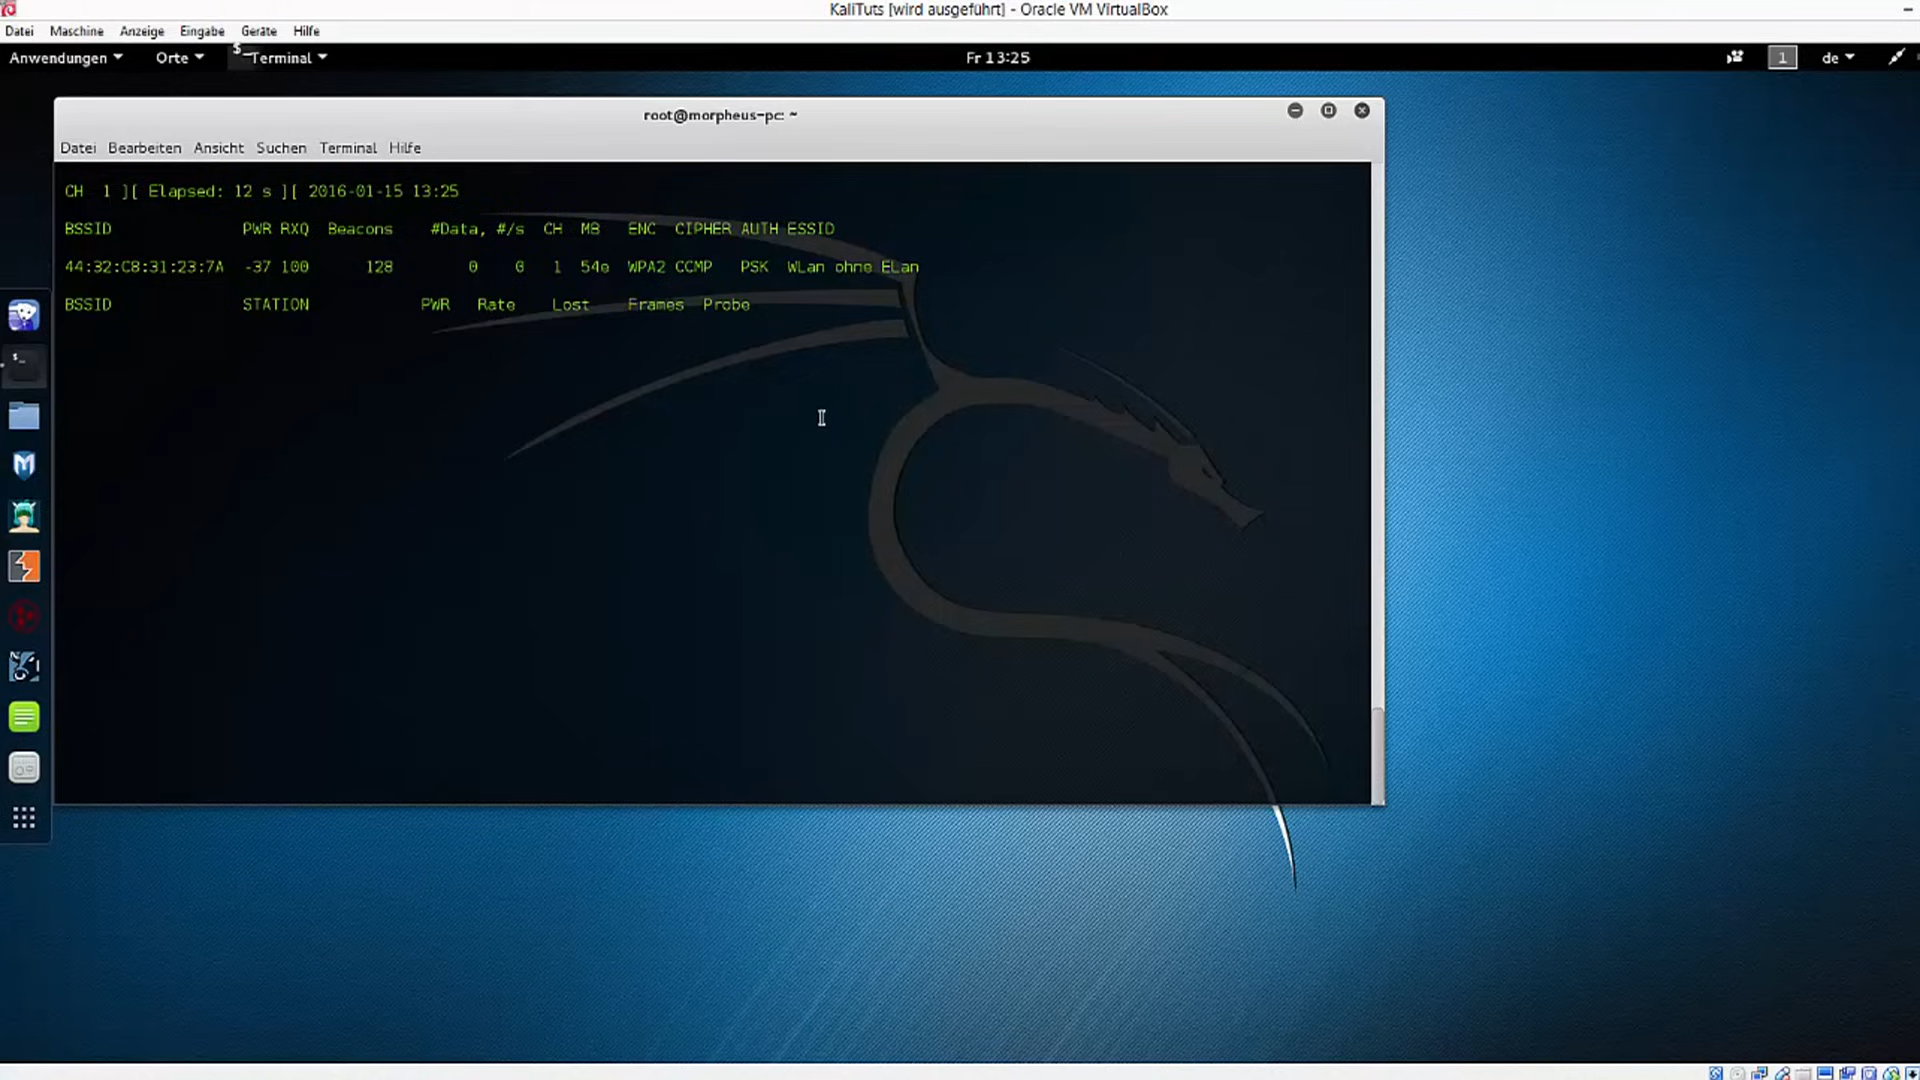 KaliTuts [wird ausgeführt] - Oracle VM VirtualBox
Datei Maschine Anzeige Eingabe Geräte Hilfe
Anwendungen Orte Terminal Fr 13:25 1 de
root@morpheus-pc: ~
Datei Bearbeiten Ansicht Suchen Terminal Hilfe
CH 1 ][ Elapsed: 12 s ][ 2016-01-15 13:25
BSSID PWR RXQ Beacons #Data, #/s CH MB ENC CIPHER AUTH ESSID
44:32:C8:31:23:7A -37 100 128 0 0 1 54e WPA2 CCMP PSK WLan ohne ELan
BSSID STATION PWR Rate Lost Frames Probe